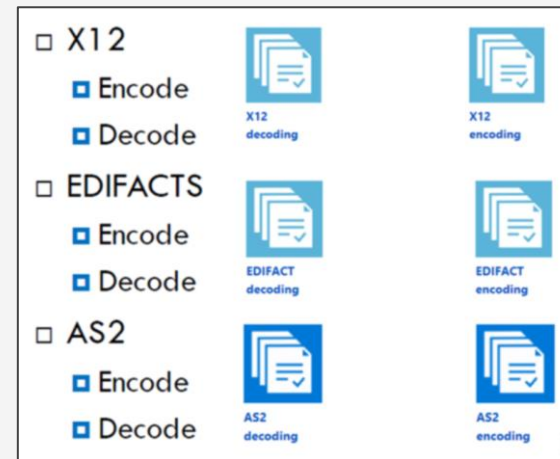 X12
Encode
Decode
X12
decoding
X12
encoding
EDIFACTS
Encode
Decode
EDIFACT
decoding
EDIFACT
encoding
AS2
Encode
Decode
AS2
decoding
AS2
encoding